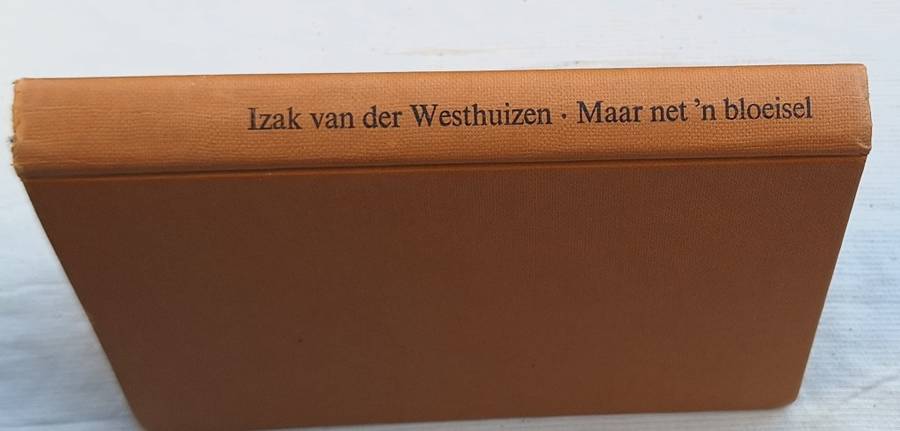 Izak van der Westhuizen · Maar net 'n bloeisel